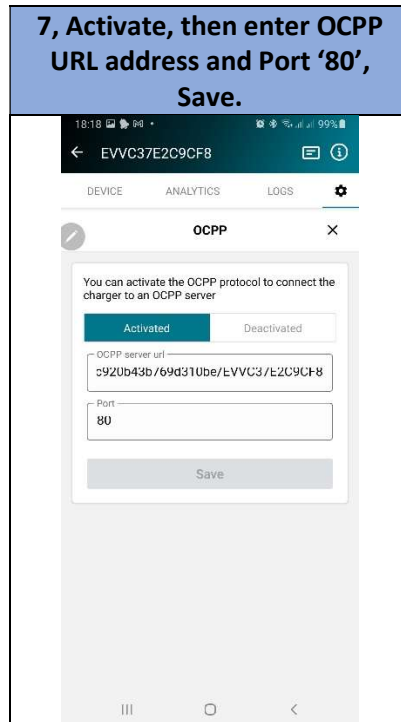 7, Activate, then enter OCPP
URL address and Port ‘80’,
Save.
18:18 99%
EVVC37E2C9CF8
DEVICE ANALYTICS LOGS
OCPP
You can activate the OCPP protocol to connect the
charger to an OCPP server
Activated Deactivated
OCPP server url
c920b43b769d310be/EVVC37E2C9CF8
Port
80
Save